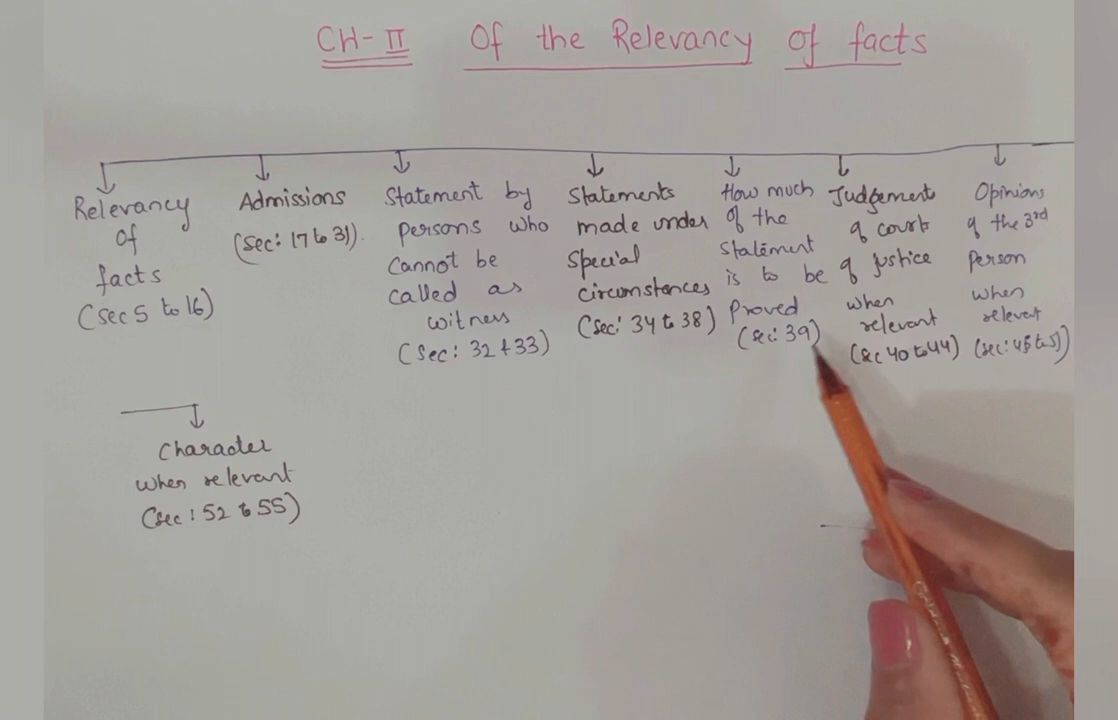 CH-II Of the Relevancy of facts
Relevancy
Of
facts
(Sec 5 to 16)
Admissions
(Sec: 17 to 31).
Statement by
persons who
Cannot be
called as
witness
(Sec: 32 + 33)
Statements
made under
Special
circumstances
(Sec: 34 to 38)
How much
of the
Statement
is to be
Proved
(Sec: 39)
Judgements
of courts
of justice
when
relevant
(Sec 40 to 44)
Opinions
of the 3rd
Person
when
relevant
(Sec: 45 to 51)
Character
when relevant
(Sec: 52 to 55)